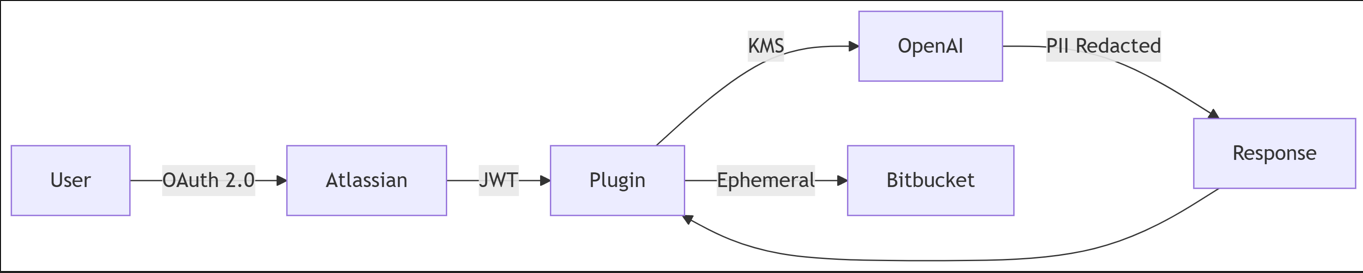 KMS
OpenAI
PII Redacted
User
OAuth 2.0
Atlassian
JWT
Plugin
Ephemeral
Bitbucket
Response